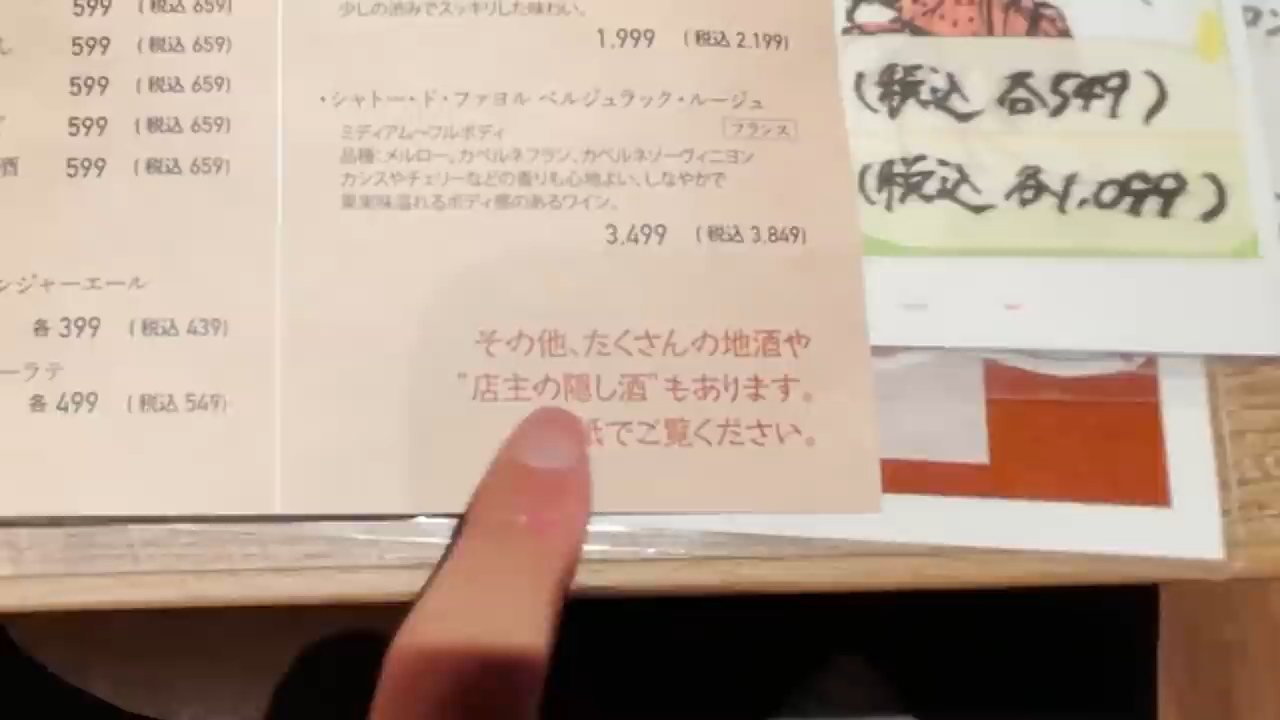 599 (税込 659)
599 (税込 659)
599 (税込 659)
599 (税込 659)
酒 599 (税込 659)
ンジャーエール
各 399 (税込 439)
ーラテ
各 499 (税込 549)
少しの渋みでスッキリした味わい。
1.999 (税込 2.199)
・シャトー・ド・ファヨル ベルジュラック・ルージュ
ミディアム〜フルボディ フランス
品種:メルロー、カベルネフラン、カベルネソーヴィニヨン
カシスやチェリーなどの香りも心地よい、しなやかで
果実味溢れるボディ感のあるワイン。
3.499 (税込 3.849)
その他、たくさんの地酒や
"店主の隠し酒"もあります。
紙でご覧ください。
(税込 各549)
(税込 各1,099)